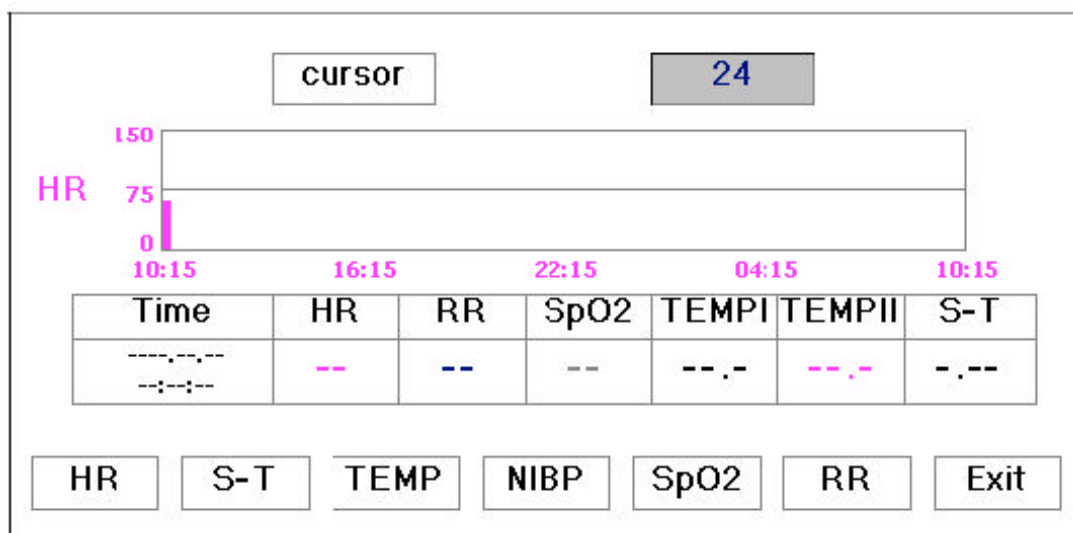 cursor 24
150
HR 75
0
10:15 16:15 22:15 04:15 10:15
Time HR RR SpO2 TEMPI TEMPII S-T
----.--.-- -- -- -- --.- --.- -.--
--:--:--
HR S-T TEMP NIBP SpO2 RR Exit